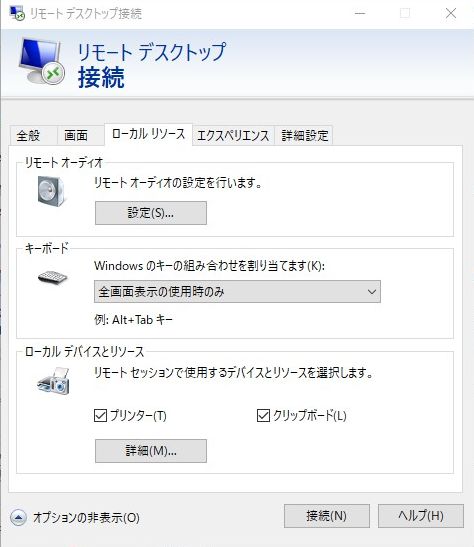 リモート デスクトップ接続
リモート デスクトップ
接続
全般
画面
ローカル リソース
エクスペリエンス
詳細設定
リモート オーディオ
リモート オーディオの設定を行います。
設定(S)...
キーボード
Windows のキーの組み合わせを割り当てます(K):
全画面表示の使用時のみ
例: Alt+Tab キー
ローカル デバイスとリソース
リモート セッションで使用するデバイスとリソースを選択します。
プリンター(T)
クリップボード(L)
詳細(M)...
オプションの非表示(O)
接続(N)
ヘルプ(H)